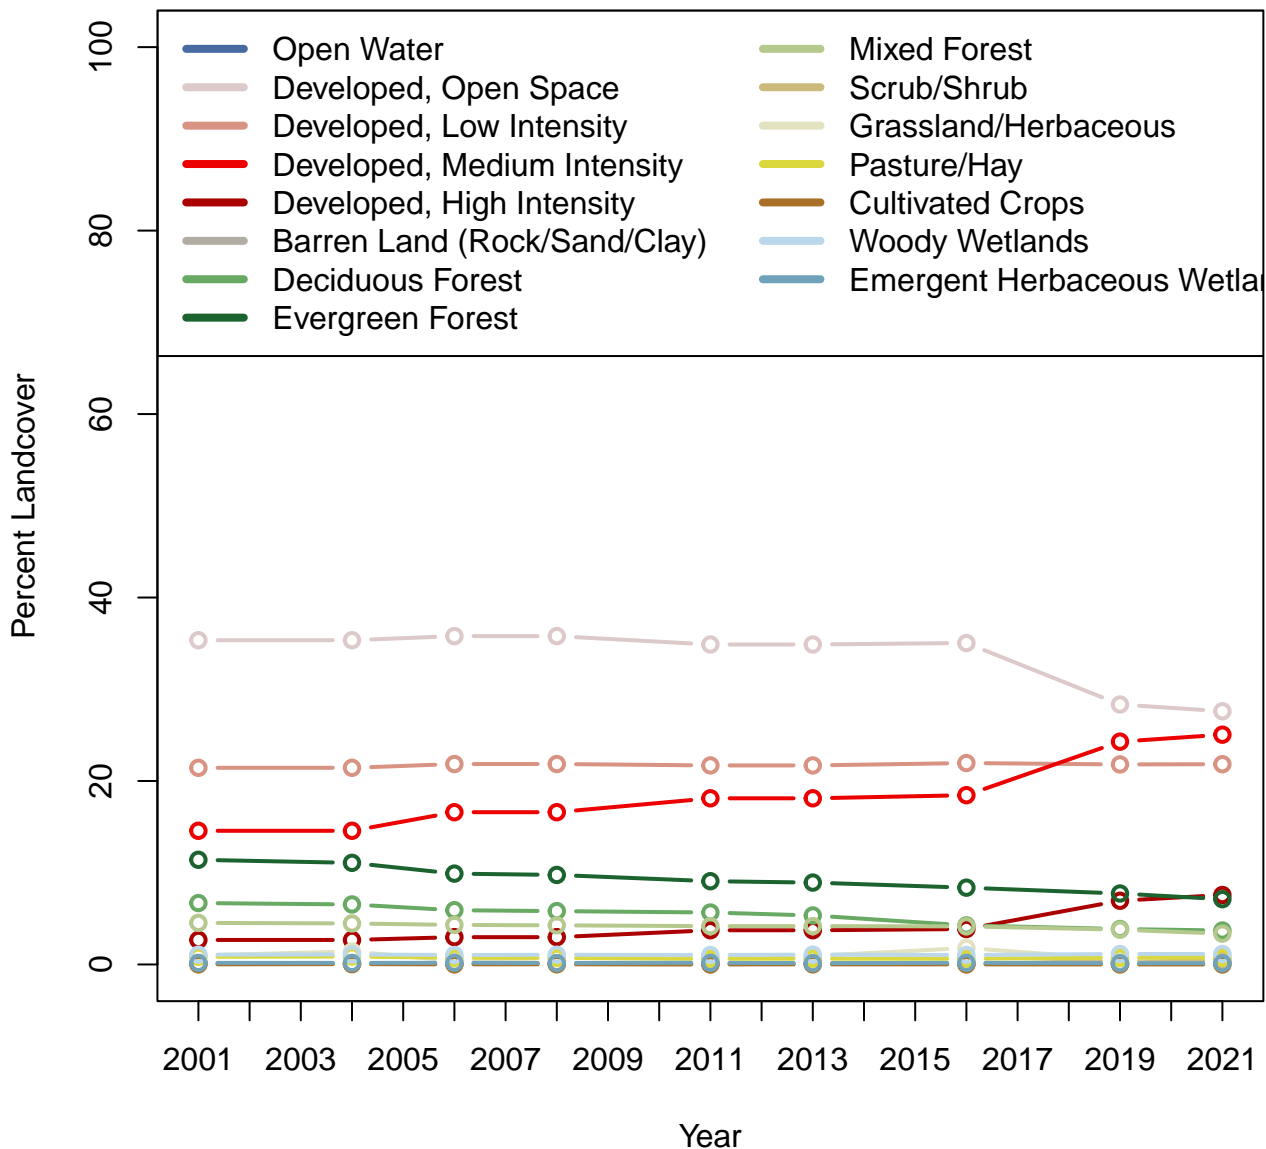 Open Water
Developed, Open Space
Developed, Low Intensity
Developed, Medium Intensity
Developed, High Intensity
Barren Land (Rock/Sand/Clay)
Deciduous Forest
Evergreen Forest
Mixed Forest
Scrub/Shrub
Grassland/Herbaceous
Pasture/Hay
Cultivated Crops
Woody Wetlands
Emergent Herbaceous Wetlar
Percent Landcover
100
80
60
40
20
0
2001 2003 2005 2007 2009 2011 2013 2015 2017 2019 2021
Year